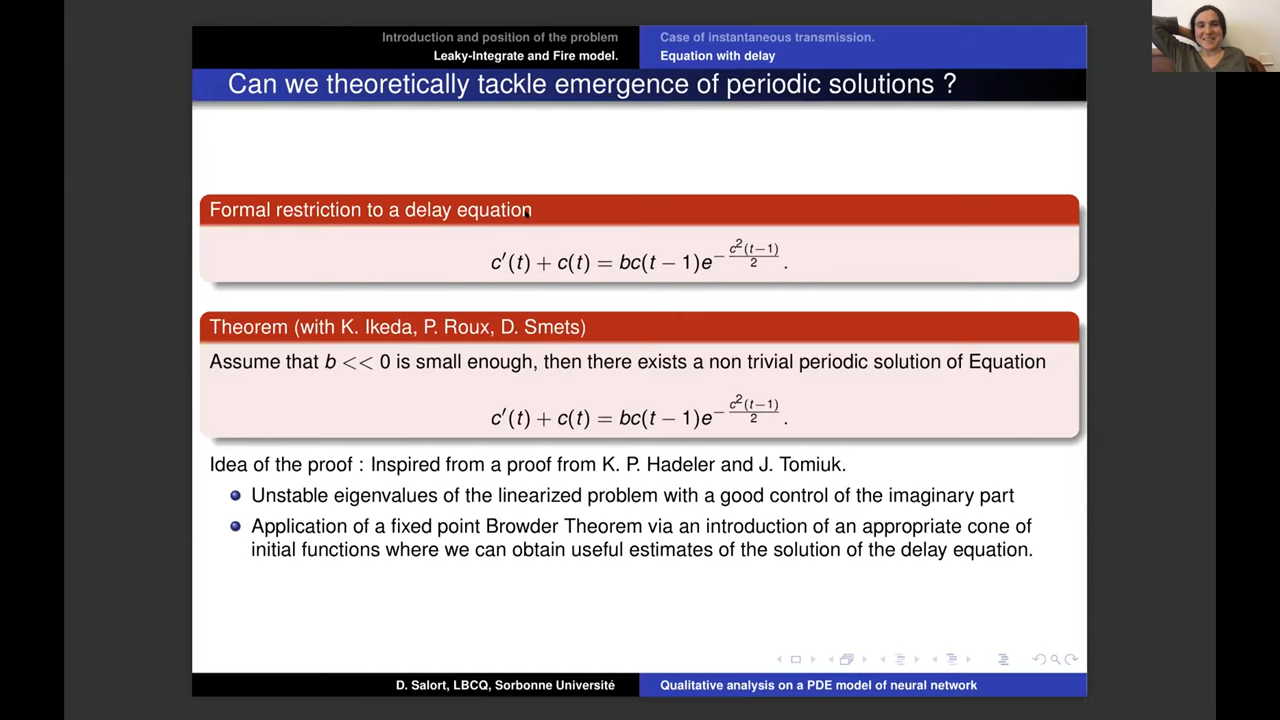 Introduction and position of the problem
Leaky-Integrate and Fire model.
Case of instantaneous transmission.
Equation with delay
Can we theoretically tackle emergence of periodic solutions ?
Formal restriction to a delay equation
c′(t) + c(t) = bc(t − 1)e^{−\frac{c²(t−1)}{2}}.
Theorem (with K. Ikeda, P. Roux, D. Smets)
Assume that b << 0 is small enough, then there exists a non trivial periodic solution of Equation
c′(t) + c(t) = bc(t − 1)e^{−\frac{c²(t−1)}{2}}.
Idea of the proof : Inspired from a proof from K. P. Hadeler and J. Tomiuk.
Unstable eigenvalues of the linearized problem with a good control of the imaginary part
Application of a fixed point Browder Theorem via an introduction of an appropriate cone of
initial functions where we can obtain useful estimates of the solution of the delay equation.
D. Salort, LBCQ, Sorbonne Université
Qualitative analysis on a PDE model of neural network